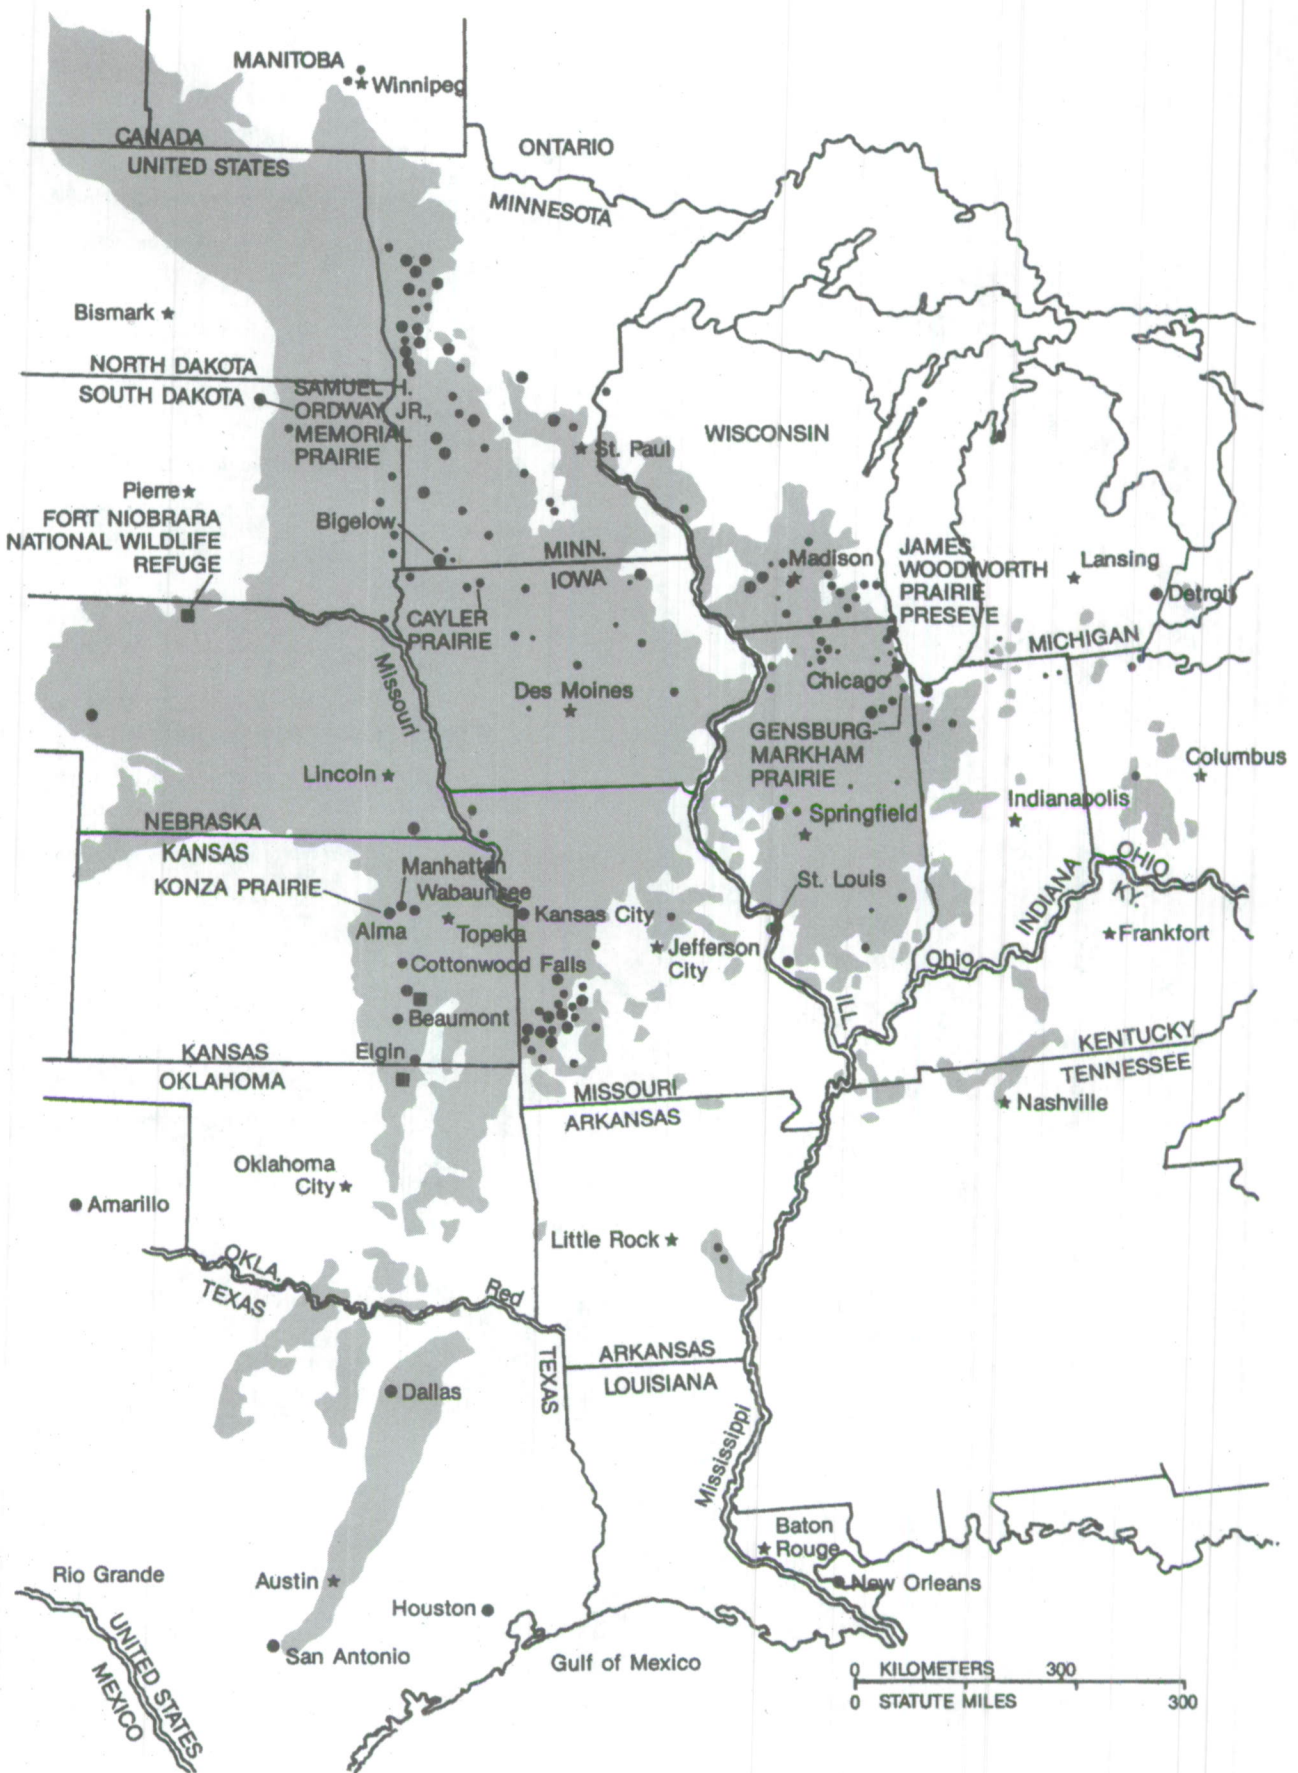 MANITOBA
Winnipeg
CANADA
UNITED STATES
ONTARIO
MINNESOTA
Bismark
NORTH DAKOTA
SOUTH DAKOTA
SAMUEL H.
ORDWAY, JR.,
MEMORIAL
PRAIRIE
WISCONSIN
St. Paul
Pierre
FORT NIOBRARA
NATIONAL WILDLIFE
REFUGE
Bigelow
MINN.
IOWA
Madison
JAMES
WOODWORTH
PRAIRIE
PRESEVE
Lansing
Detroit
CAYLER
PRAIRIE
MICHIGAN
Missouri
Des Moines
Chicago
GENSBURG-
MARKHAM
PRAIRIE
Columbus
Lincoln
Indianapolis
Springfield
NEBRASKA
KANSAS
OHIO
KY.
INDIANA
Manhattan
KONZA PRAIRIE
Wabaunsee
St. Louis
Kansas City
Alma
Topeka
Jefferson
City
Frankfort
Cottonwood Falls
Ohio
ILL.
Beaumont
Elgin
KANSAS
OKLAHOMA
KENTUCKY
TENNESSEE
MISSOURI
ARKANSAS
Nashville
Oklahoma
City
Amarillo
Little Rock
OKLA.
TEXAS
Red
TEXAS
ARKANSAS
LOUISIANA
Dallas
Mississippi
Baton
Rouge
Rio Grande
Austin
New Orleans
Houston
UNITED STATES
MEXICO
San Antonio
Gulf of Mexico
0 KILOMETERS 300
0 STATUTE MILES 300